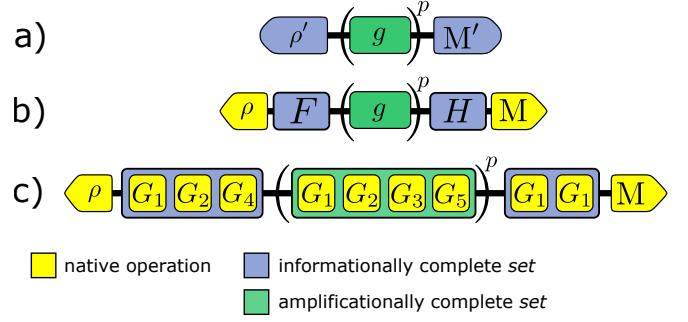 a) ρ′ (g)^p M′
b) ρ F (g)^p H M
c) ρ G₁ G₂ G₄ (G₁ G₂ G₃ G₅)^p G₁ G₁ M
native operation informationally complete set
amplificationally complete set